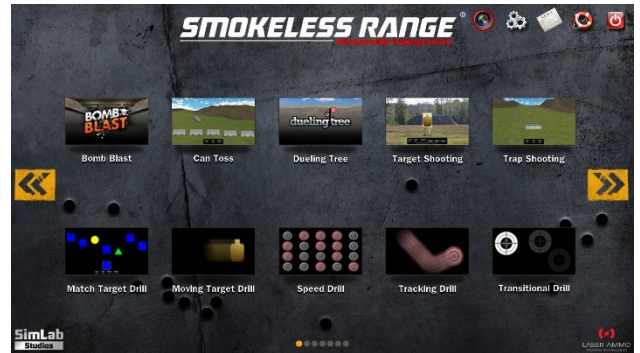 SMOKELESS RANGE
Bomb Blast
Can Toss
Dueling Tree
Target Shooting
Trap Shooting
BOMB
BLAST
dueling tree
Match Target Drill
Moving Target Drill
Speed Drill
Tracking Drill
Transitional Drill
SimLab
Studios
LASER AMMO